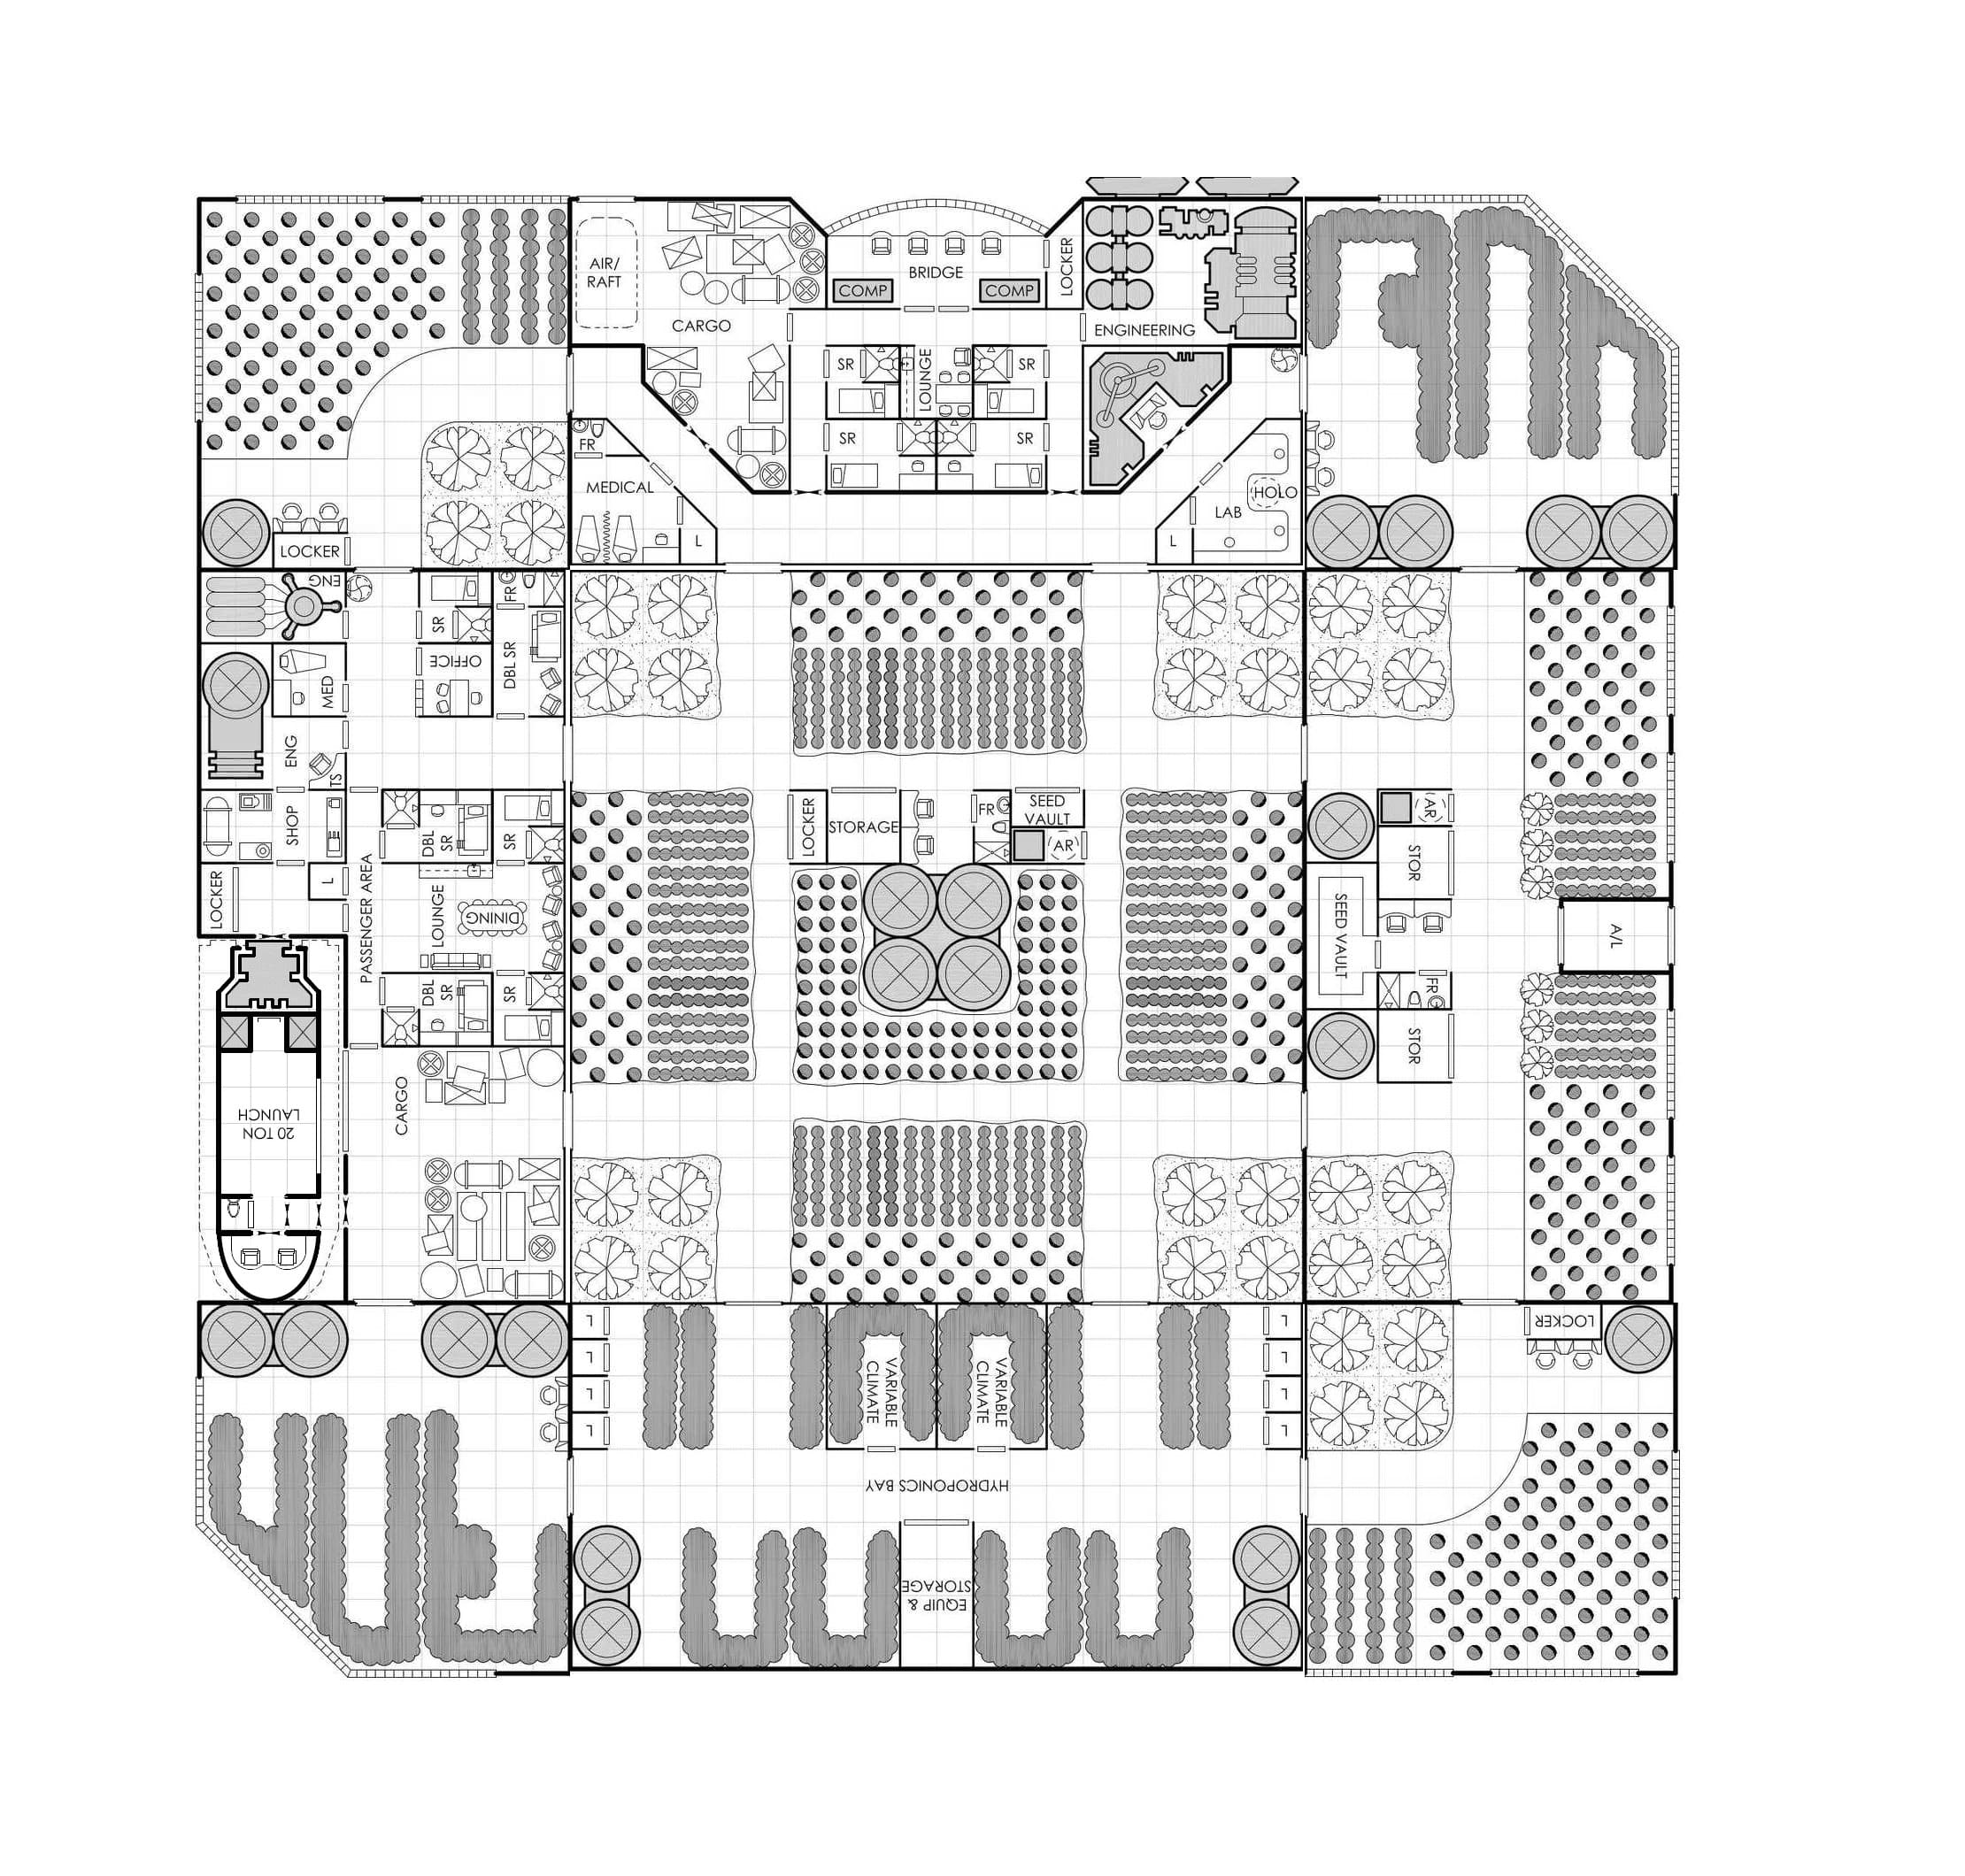 AIR/
RAFT
CARGO
BRIDGE
COMP
COMP
LOCKER
ENGINEERING
SR
LOUNGE
SR
SR
SR
FR
MEDICAL
L
HOLO
LAB
L
LOCKER
ENG
SR
FR
OFFICE
DBL SR
MED
ENG
TS
SHOP
DBL
SR
SR
LOCKER
L
PASSENGER AREA
LOUNGE
DINING
DBL
SR
SR
20 TON
LAUNCH
CARGO
LOCKER
STORAGE
FR
SEED
VAULT
AR
AR
STOR
SEED VAULT
A/L
FR
STOR
LOCKER
L
L
L
L
VARIABLE
CLIMATE
VARIABLE
CLIMATE
L
L
L
L
HYDROPONICS BAY
EQUIP &
STORAGE